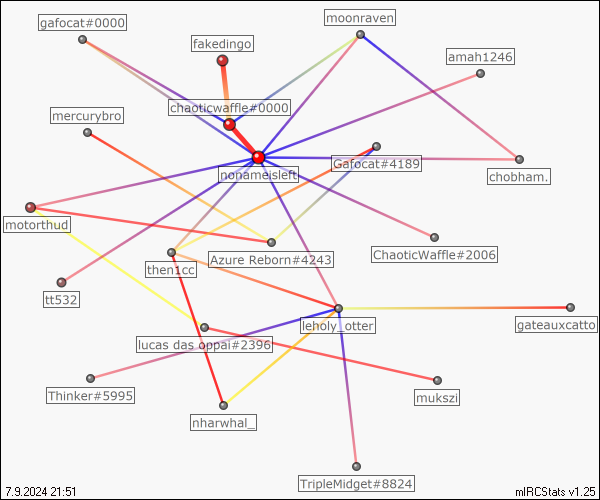 moonraven
gafocat#0000
fakedingo
amah1246
chaoticwaffle#0000
mercurybro
Gafocat#4189
nonameisleft
chobham.
motorthud
ChaoticWaffle#2006
Azure Reborn#4243
then1cc
tt532
leholy_otter
gateauxcatto
lucas das oppai#2396
Thinker#5995
mukszi
nharwhal_
TripleMidget#8824
7.9.2024 21:51
mIRCStats v1.25